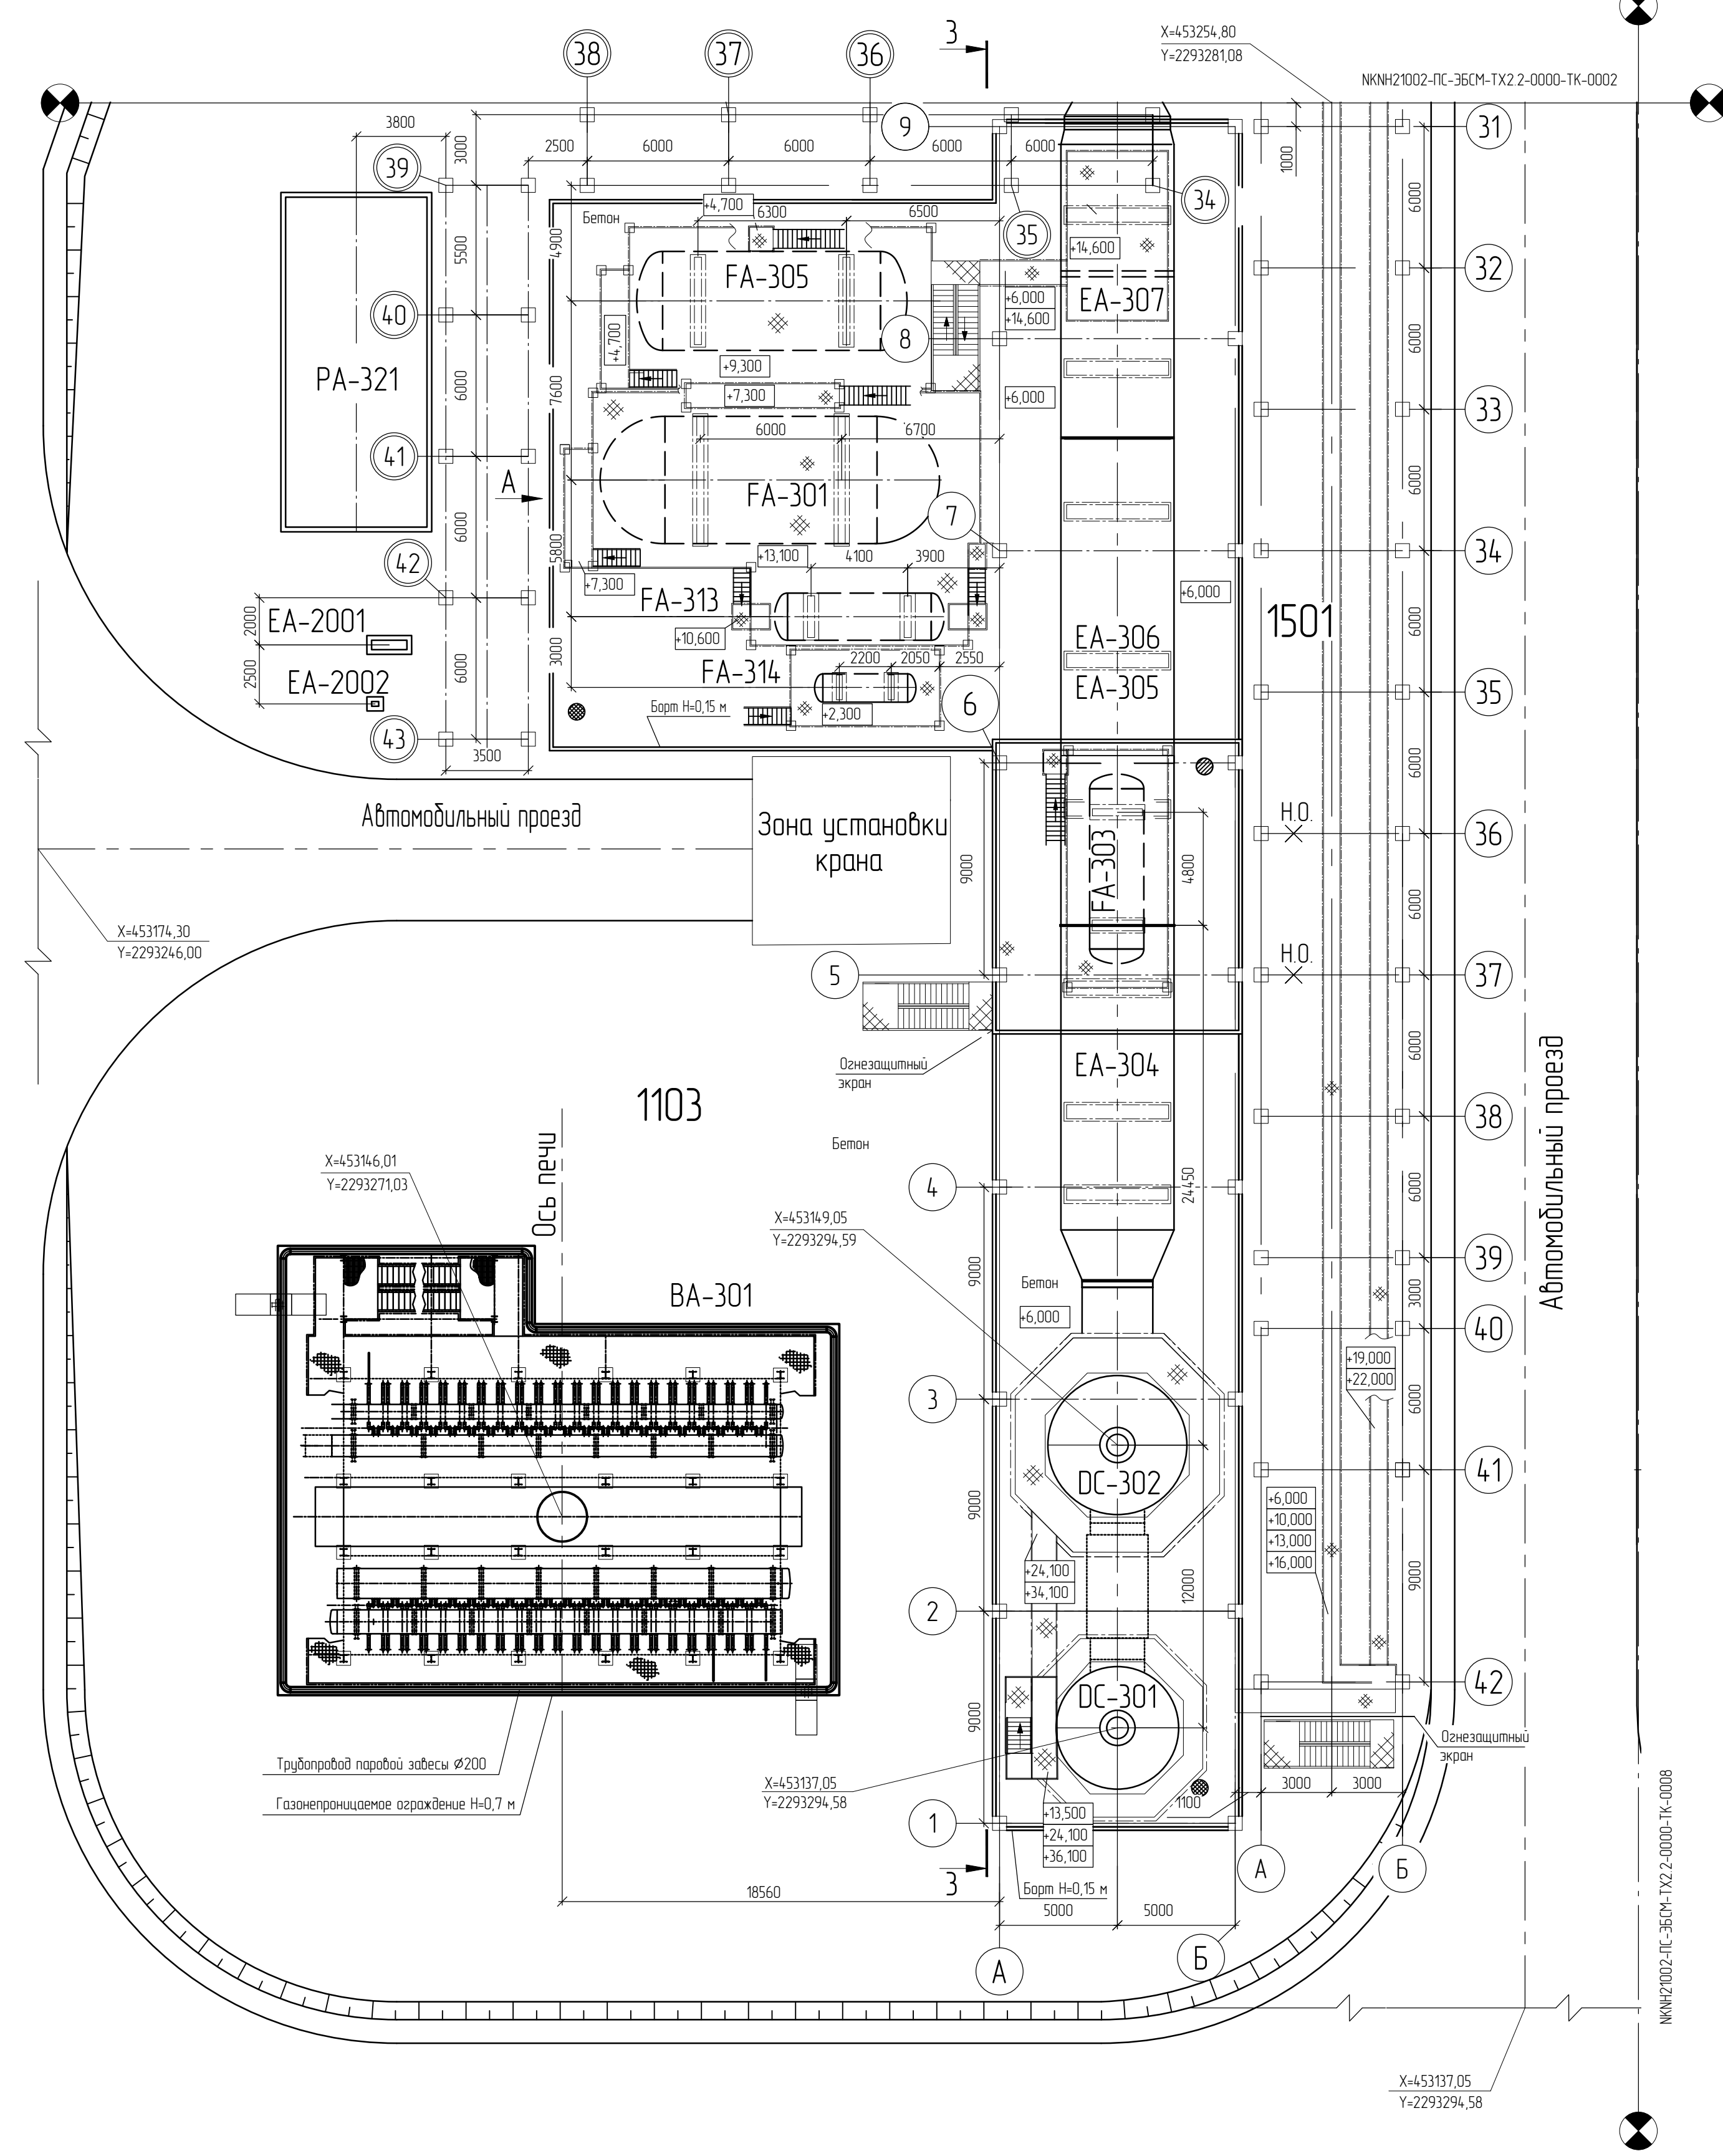 X=453254,80
Y=2293281,08
NKNH21002-ПС-ЭБСМ-ТХ2.2-0000-ТК-0002
38
37
36
3
3800
3000
2500
6000
6000
6000
6000
9
1000
31
39
34
35
6000
Бетон
+4,700
6300
6500
4900
5500
FA-305
+14,600
32
40
+6,000
+14,600
EA-307
8
+4,700
+9,300
6000
PA-321
7600
6000
+7,300
+6,000
33
41
6000
6700
A
FA-301
7
6000
6000
5800
+13,100
4100
3900
34
42
+7,300
FA-313
+6,000
1501
2000
EA-2001
+10,600
EA-306
6000
2500
EA-2002
6000
3000
FA-314
2200
2050
2550
EA-305
35
Борт Н=0,15 м
+2,300
6
43
3500
6000
Автомобильный проезд
Зона установки
крана
9000
FA-303
4800
Н.О.
36
6000
X=453174,30
Y=2293246,00
5
Н.О.
37
6000
Огнезащитный
экран
EA-304
Автомобильный проезд
1103
38
Бетон
Ось печи
X=453146,01
Y=2293271,03
4
24450
6000
X=453149,05
Y=2293294,59
39
9000
Бетон
3000
BA-301
+6,000
40
+19,000
+22,000
3
6000
DC-302
41
9000
+6,000
+10,000
+13,000
+16,000
+24,100
+34,100
12000
9000
2
DC-301
42
9000
Огнезащитный
экран
Трубопровод паровой завесы Ø200
Газонепроницаемое ограждение Н=0,7 м
X=453137,05
Y=2293294,58
3000
3000
1100
1
+13,500
+24,100
+36,100
А
Б
3
Борт Н=0,15 м
18560
5000
5000
А
Б
NKNH21002-ПС-ЭБСМ-ТХ2.2-0000-ТК-0008
X=453137,05
Y=2293294,58